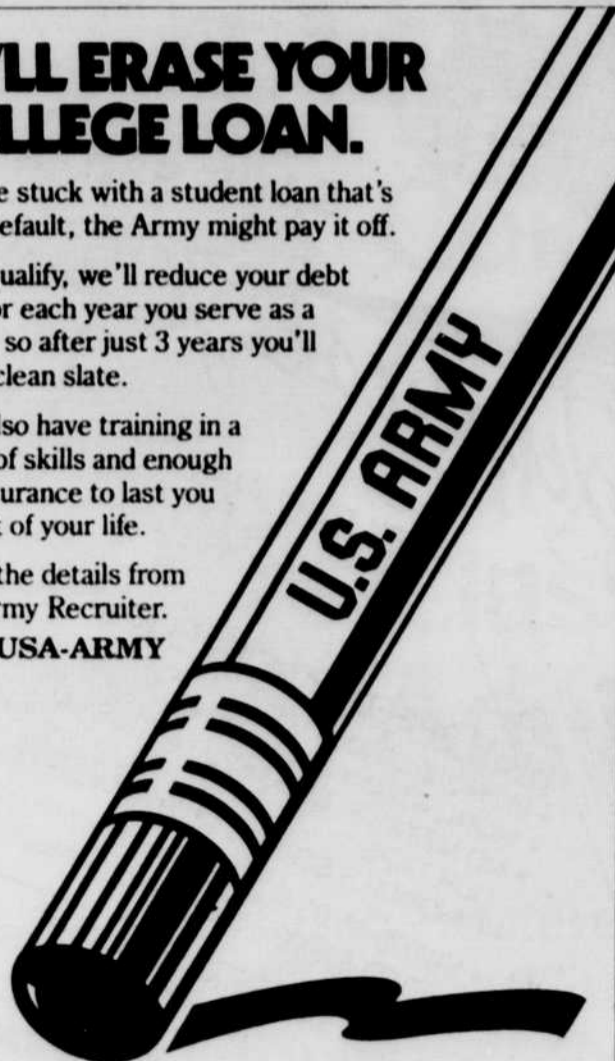 'LL ERASE YOUR
LLEGE LOAN.
e stuck with a student loan that's
efault, the Army might pay it off.
ualify, we'll reduce your debt
or each year you serve as a
so after just 3 years you'll
clean slate.
lso have training in a
of skills and enough
urance to last you
t of your life.
the details from
my Recruiter.
USA-ARMY
U.S. ARMY